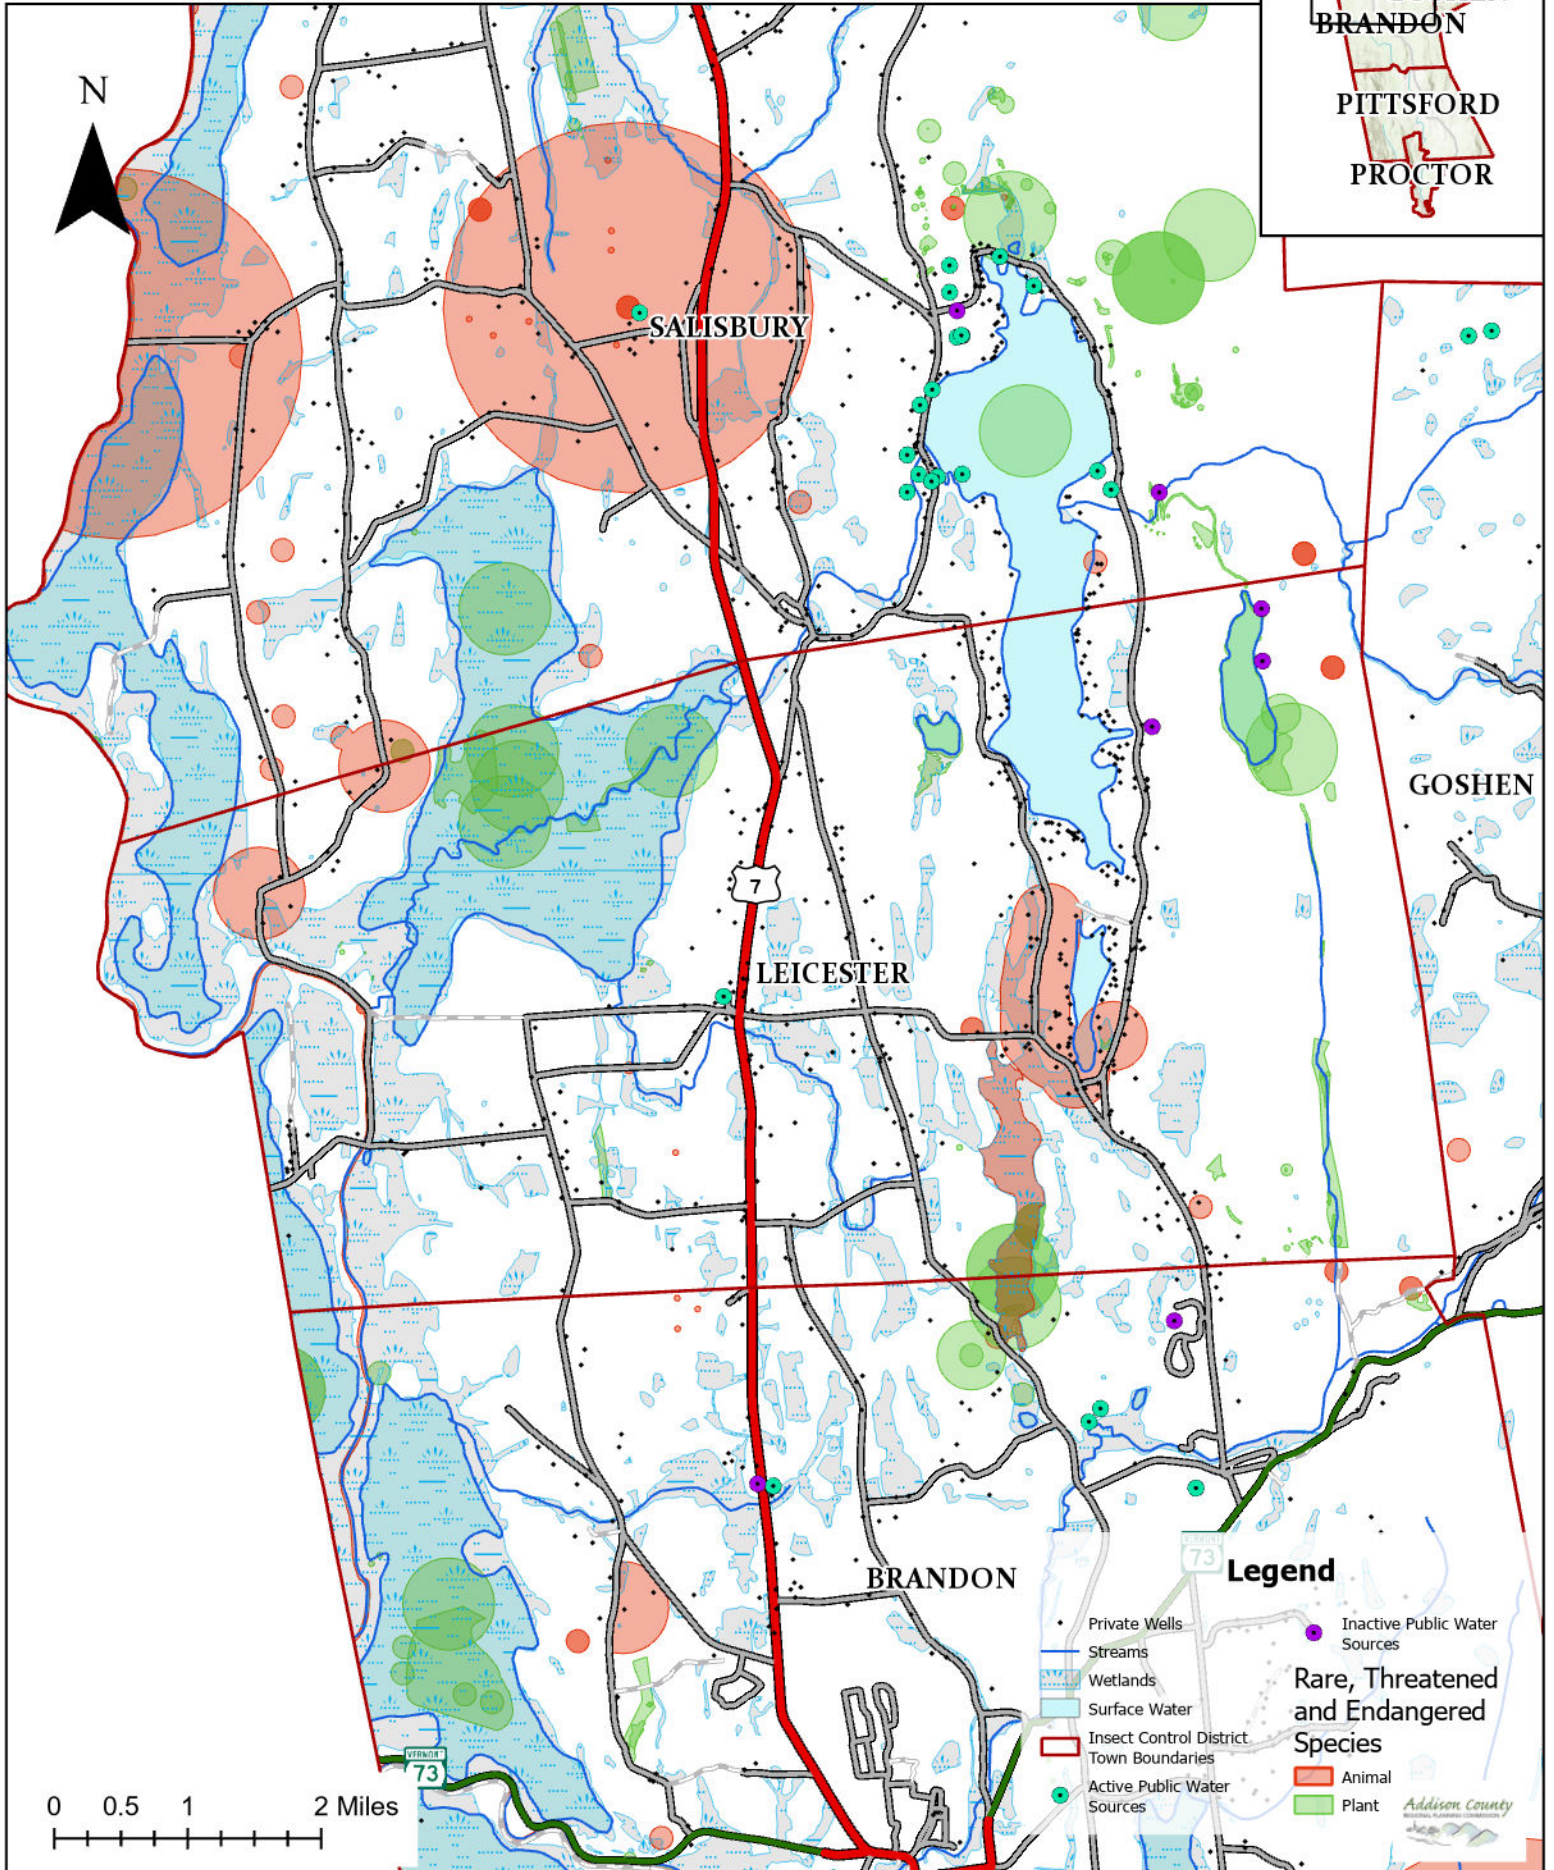 BRANDON
PITTSFORD
PROCTOR
N
SALISBURY
GOSHEN
7
LEICESTER
BRANDON
VERMONT
73
VERMONT
73
0 0.5 1 2 Miles
Legend
Private Wells
Streams
Wetlands
Surface Water
Insect Control District
Town Boundaries
Active Public Water
Sources
Inactive Public Water
Sources
Rare, Threatened
and Endangered
Species
Animal
Plant
Addison County